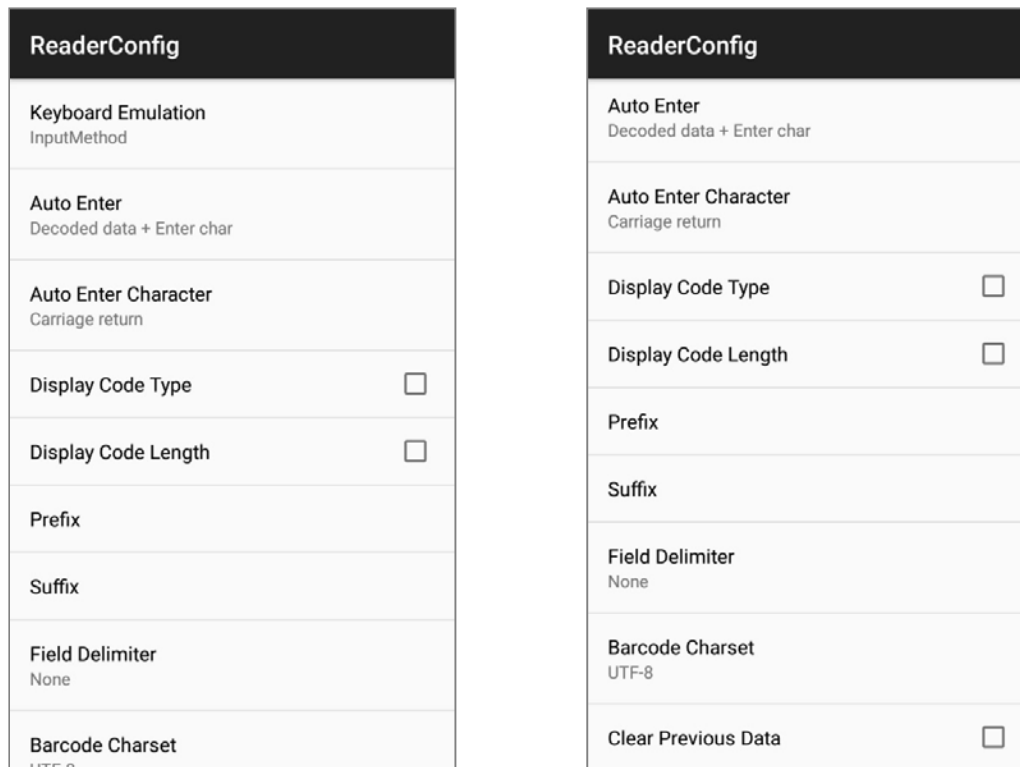 ReaderConfig
Keyboard Emulation
InputMethod
Auto Enter
Decoded data + Enter char
Auto Enter Character
Carriage return
Display Code Type
Display Code Length
Prefix
Suffix
Field Delimiter
None
Barcode Charset
UTF-8
ReaderConfig
Auto Enter
Decoded data + Enter char
Auto Enter Character
Carriage return
Display Code Type
Display Code Length
Prefix
Suffix
Field Delimiter
None
Barcode Charset
UTF-8
Clear Previous Data